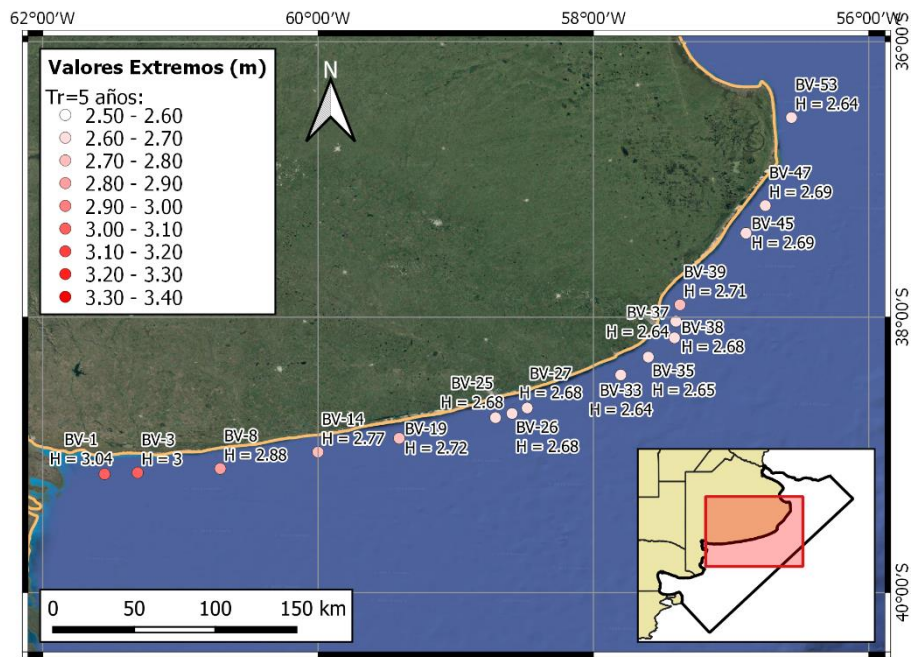 62°00'W 60°00'W 58°00'W 56°00'W
36°00'S
Valores Extremos (m)
Tr=5 años:
2.50 - 2.60
2.60 - 2.70
2.70 - 2.80
2.80 - 2.90
2.90 - 3.00
3.00 - 3.10
3.10 - 3.20
3.20 - 3.30
3.30 - 3.40
N
BV-53
H = 2.64
BV-47
H = 2.69
BV-45
H = 2.69
BV-39
H = 2.71
38°00'S
BV-37
H = 2.64
BV-38
H = 2.68
BV-35
H = 2.65
BV-33
H = 2.64
BV-27
H = 2.68
BV-25
H = 2.68
BV-26
H = 2.68
BV-19
H = 2.72
BV-14
H = 2.77
BV-8
H = 2.88
BV-3
H = 3
BV-1
H = 3.04
40°00'S
0 50 100 150 km